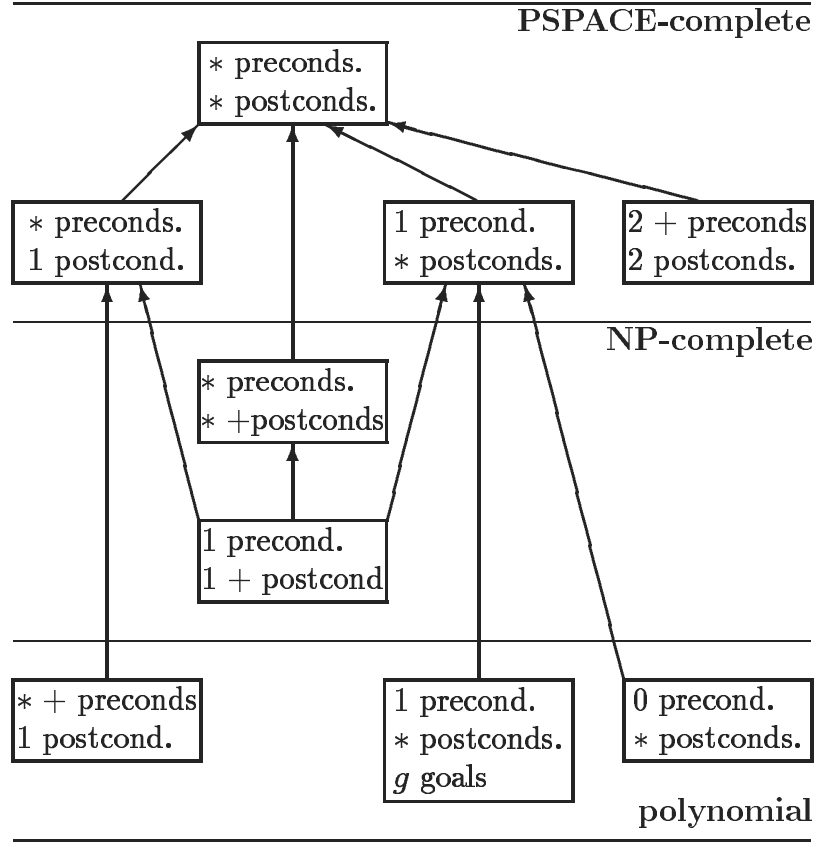 PSPACE-complete
* preconds.
* postconds.
* preconds.
1 postcond.
1 precond.
* postconds.
2 + preconds
2 postconds.
NP-complete
* preconds.
* +postconds
1 precond.
1 + postcond
* + preconds
1 postcond.
1 precond.
* postconds.
g goals
0 precond.
* postconds.
polynomial